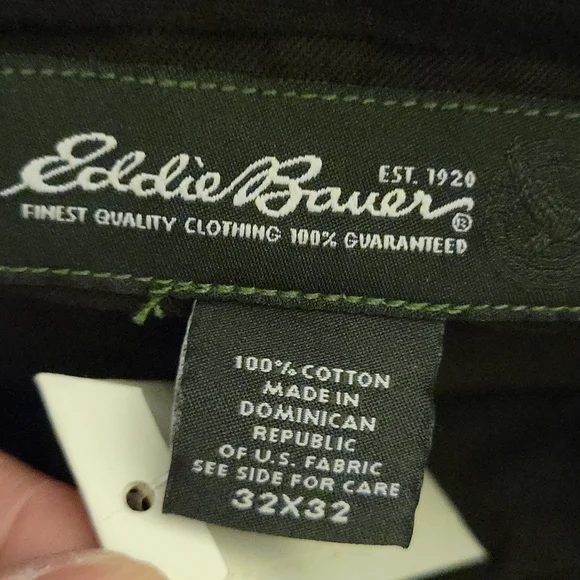 EST. 1920
Eddie Bauer®
FINEST QUALITY CLOTHING 100% GUARANTEED
100% COTTON
MADE IN
DOMINICAN
REPUBLIC
OF U.S. FABRIC
SEE SIDE FOR CARE
32X32